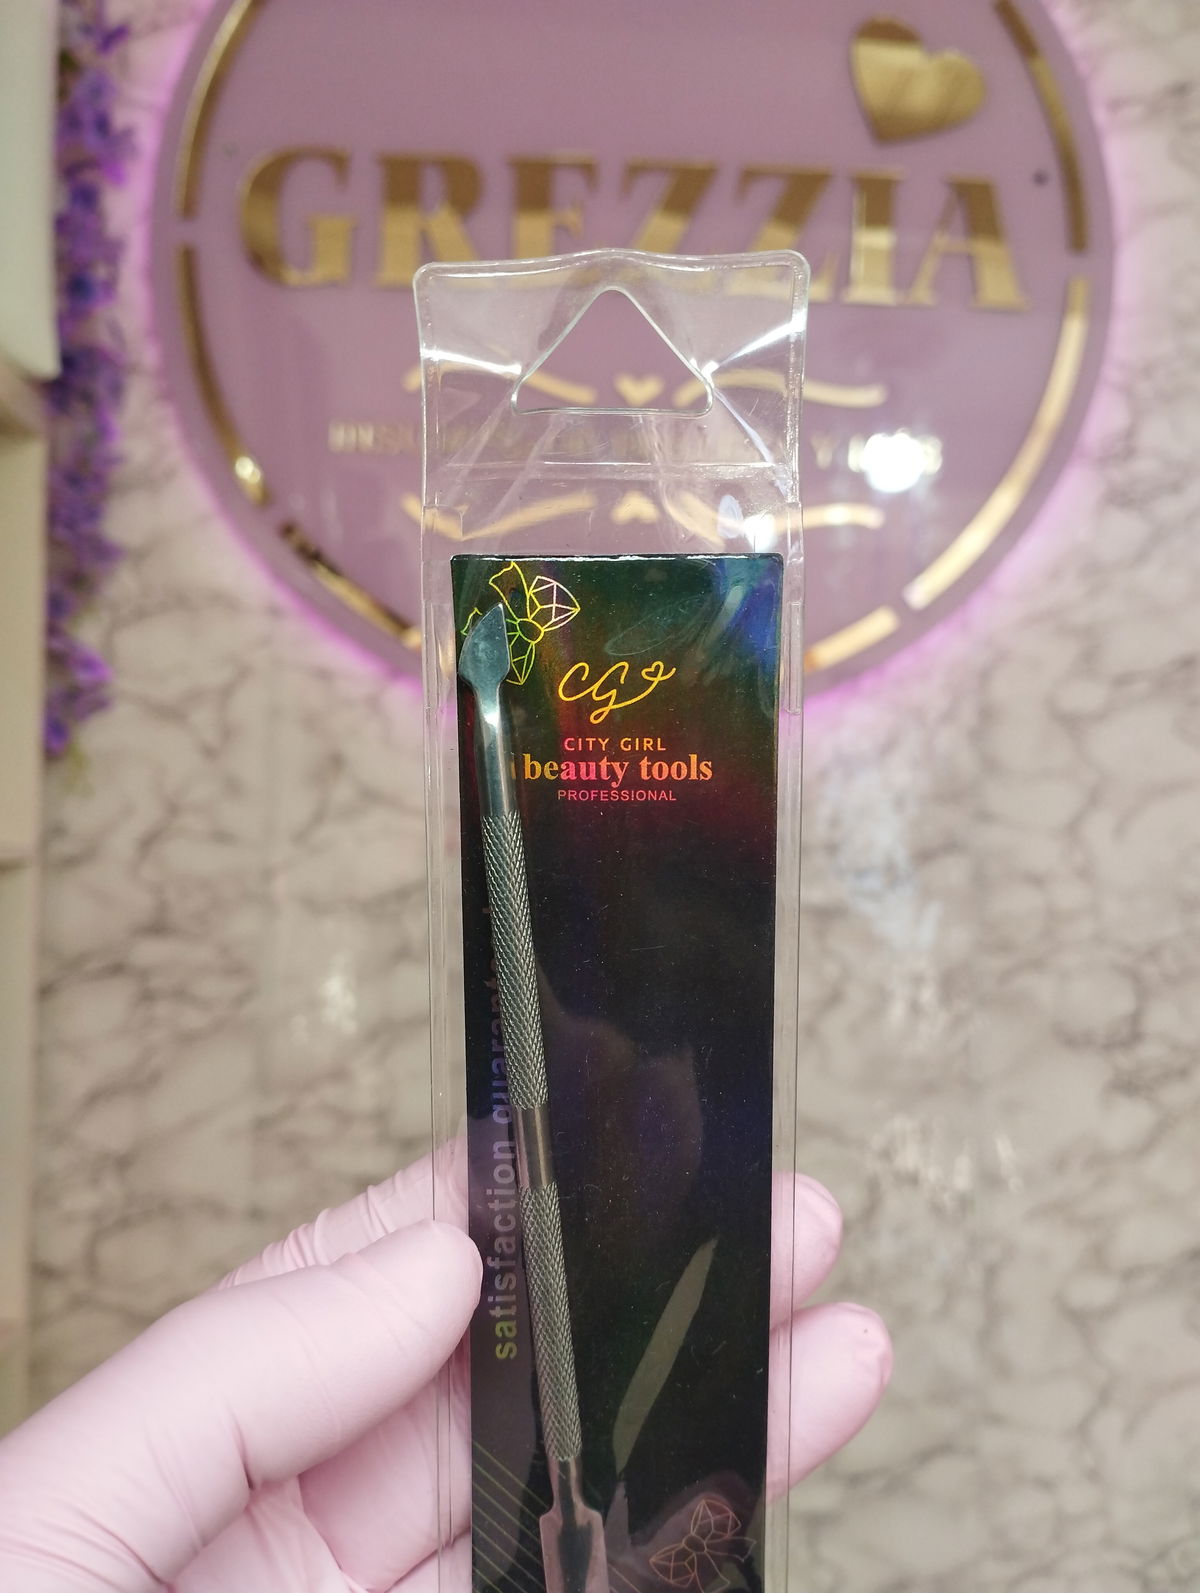 GREZZIA
CG
CITY GIRL
beauty tools
PROFESSIONAL
satisfaction